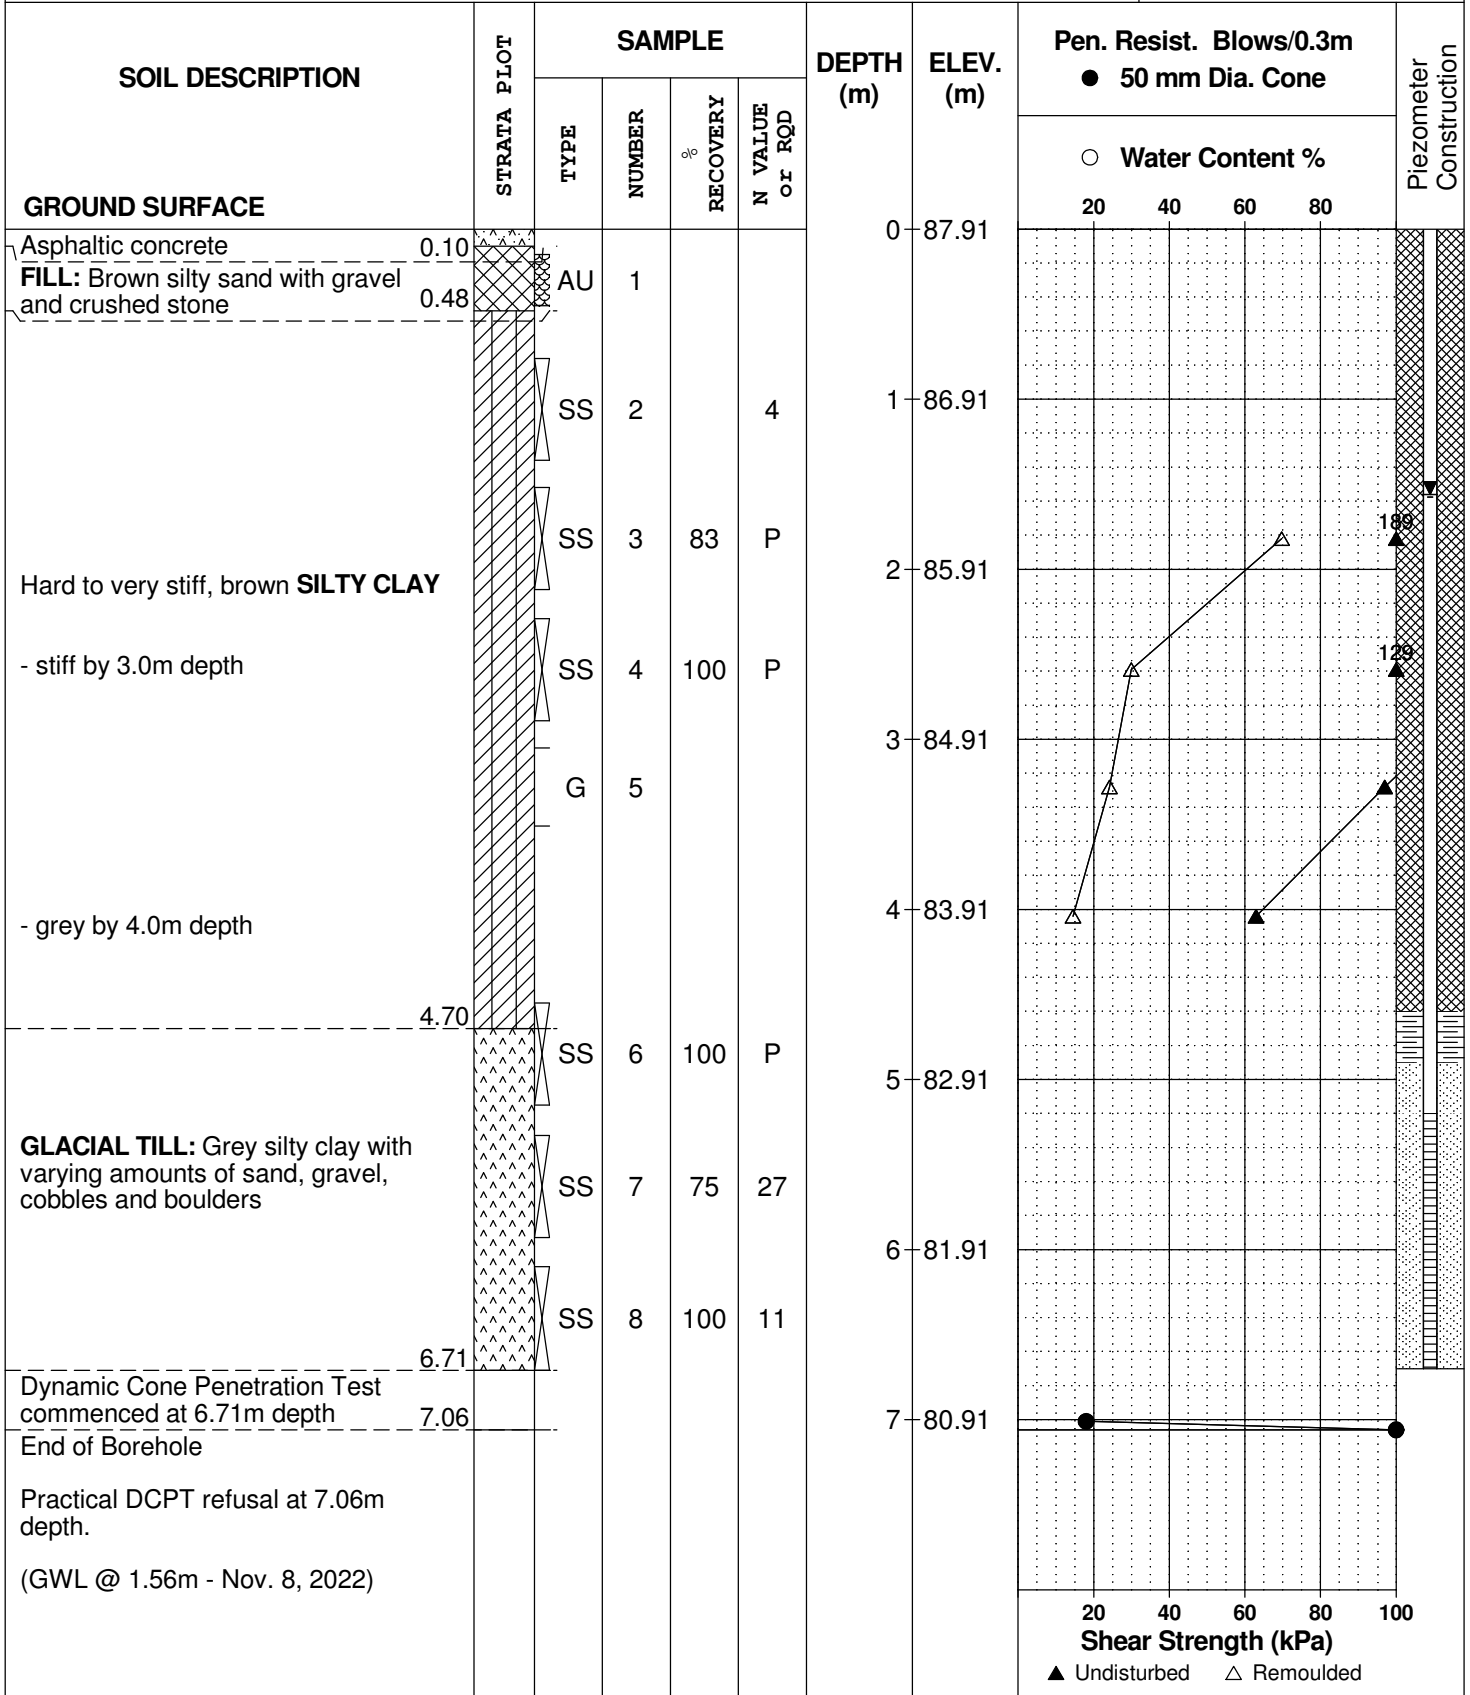 SOIL DESCRIPTION
GROUND SURFACE
STRATA PLOT
SAMPLE
TYPE
NUMBER
% RECOVERY
N VALUE or RQD
DEPTH (m)
ELEV. (m)
Pen. Resist. Blows/0.3m
● 50 mm Dia. Cone
○ Water Content %
20 40 60 80
Piezometer
Construction
0 87.91
Asphaltic concrete 0.10
FILL: Brown silty sand with gravel
and crushed stone 0.48
AU 1
SS 2 4
1 86.91
SS 3 83 P
189
2 85.91
Hard to very stiff, brown SILTY CLAY
- stiff by 3.0m depth
SS 4 100 P
129
3 84.91
G 5
4 83.91
- grey by 4.0m depth
4.70
SS 6 100 P
5 82.91
GLACIAL TILL: Grey silty clay with
varying amounts of sand, gravel,
cobbles and boulders
SS 7 75 27
6 81.91
SS 8 100 11
6.71
Dynamic Cone Penetration Test
commenced at 6.71m depth 7.06
7 80.91
End of Borehole
Practical DCPT refusal at 7.06m
depth.
(GWL @ 1.56m - Nov. 8, 2022)
20 40 60 80 100
Shear Strength (kPa)
▲ Undisturbed △ Remoulded